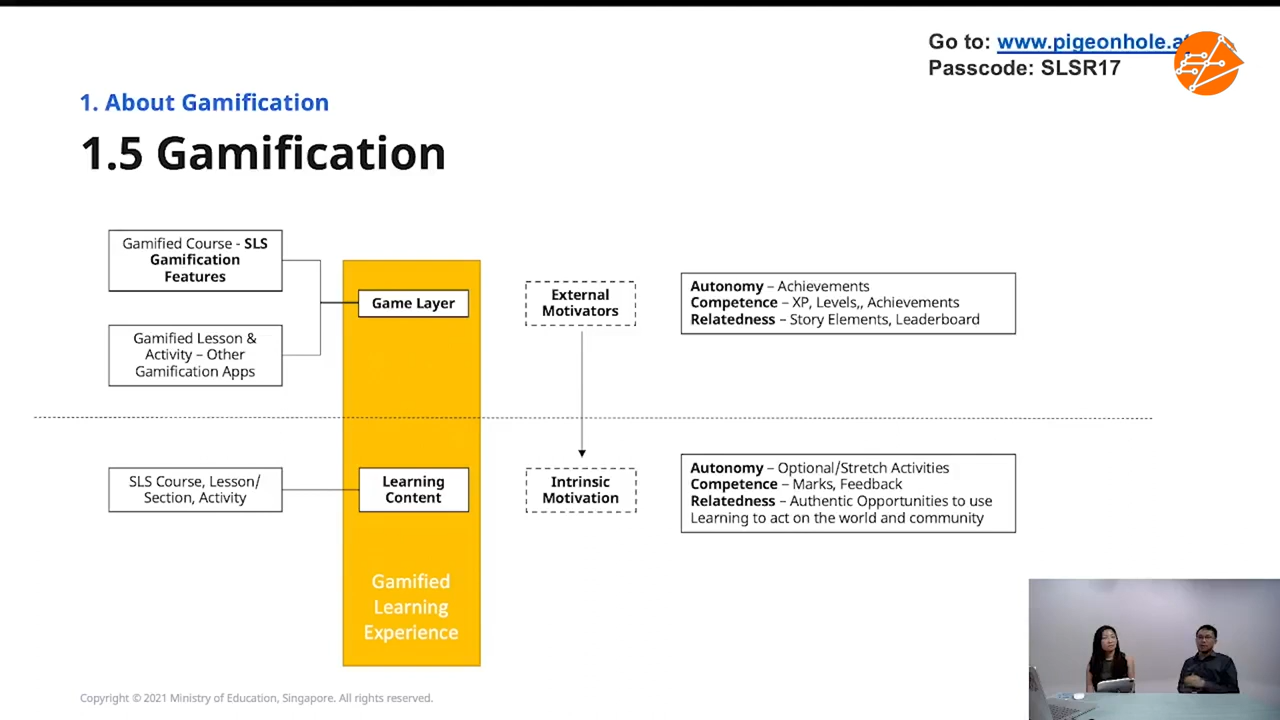 Go to: www.pigeonhole.at
Passcode: SLSR17
1. About Gamification
1.5 Gamification
Gamified Course - SLS
Gamification
Features
Gamified Lesson &
Activity – Other
Gamification Apps
Game Layer
External
Motivators
Autonomy – Achievements
Competence – XP, Levels,, Achievements
Relatedness – Story Elements, Leaderboard
SLS Course, Lesson/
Section, Activity
Learning
Content
Intrinsic
Motivation
Autonomy – Optional/Stretch Activities
Competence – Marks, Feedback
Relatedness – Authentic Opportunities to use
Learning to act on the world and community
Gamified
Learning
Experience
Copyright © 2021 Ministry of Education, Singapore. All rights reserved.